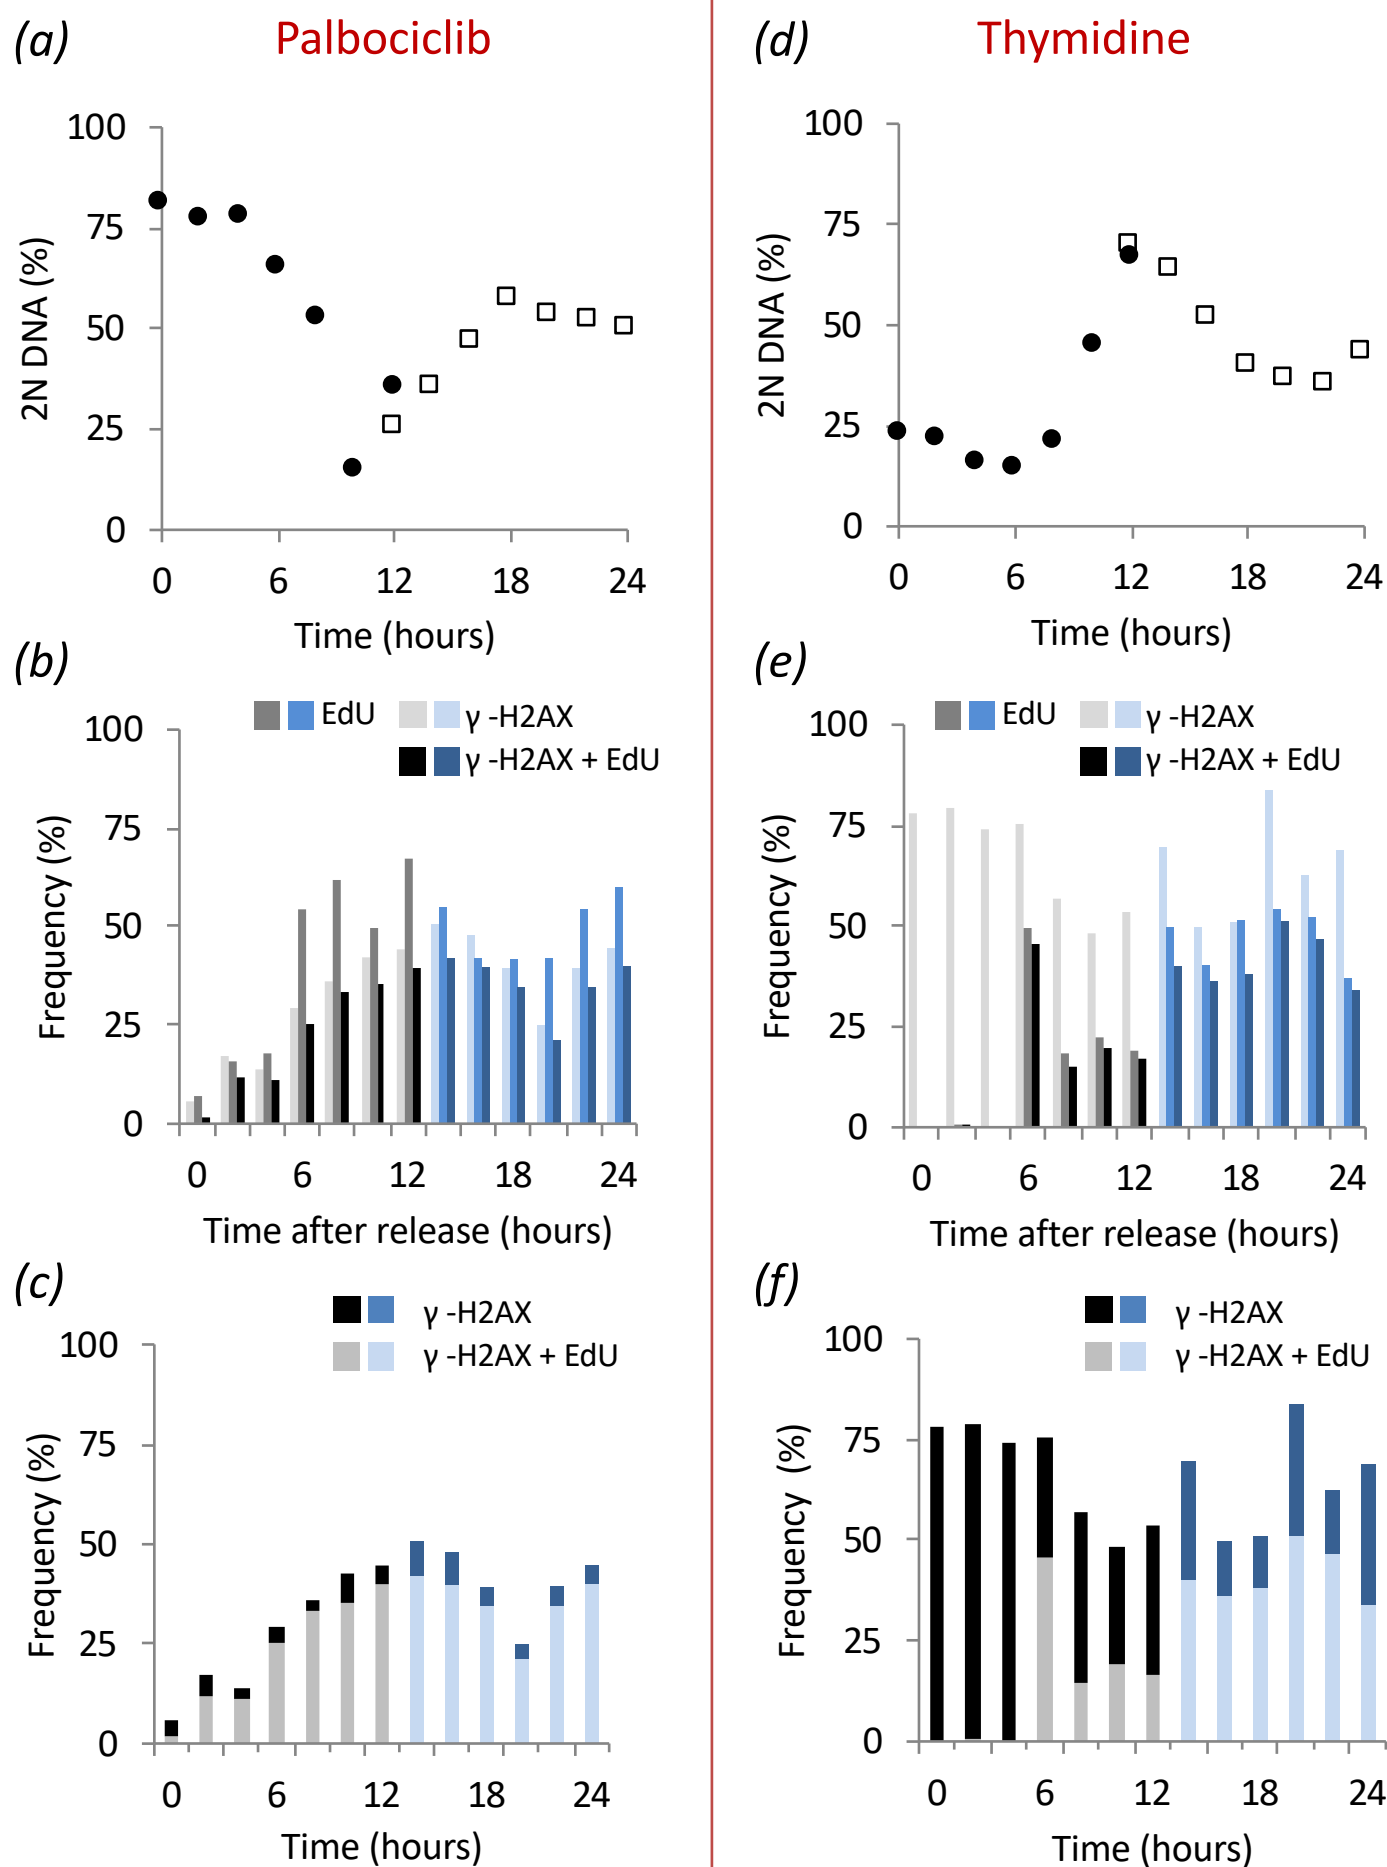 (a) Palbociclib
100
75
50
25
0
2N DNA (%)
0 6 12 18 24
Time (hours)
(b)
EdU γ -H2AX
γ -H2AX + EdU
100
75
50
25
0
Frequency (%)
0 6 12 18 24
Time after release (hours)
(c)
γ -H2AX
γ -H2AX + EdU
100
75
50
25
0
Frequency (%)
0 6 12 18 24
Time (hours)
(d) Thymidine
100
75
50
25
0
2N DNA (%)
0 6 12 18 24
Time (hours)
(e)
EdU γ -H2AX
γ -H2AX + EdU
100
75
50
25
0
Frequency (%)
0 6 12 18 24
Time after release (hours)
(f)
γ -H2AX
γ -H2AX + EdU
100
75
50
25
0
Frequency (%)
0 6 12 18 24
Time (hours)